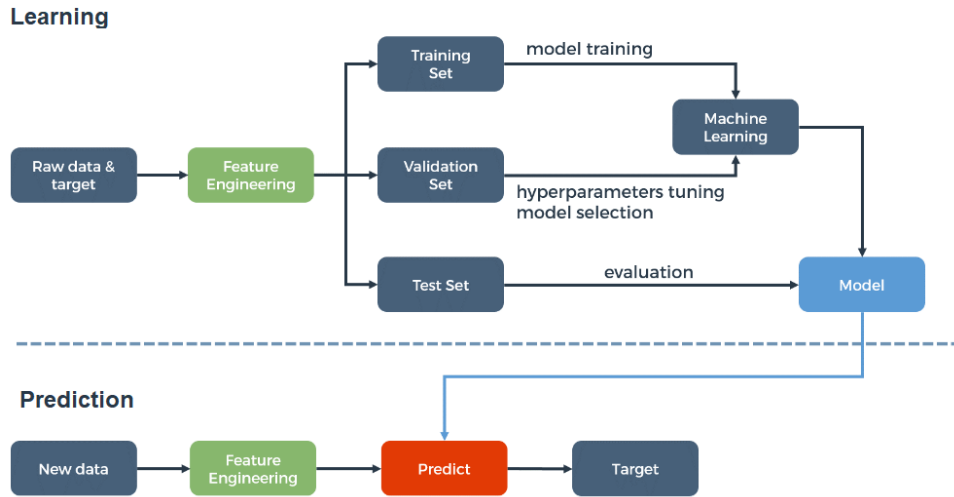 Learning
Training
Set
model training
Machine
Learning
Raw data &
target
Feature
Engineering
Validation
Set
hyperparameters tuning
model selection
Test Set
evaluation
Model
Prediction
New data
Feature
Engineering
Predict
Target